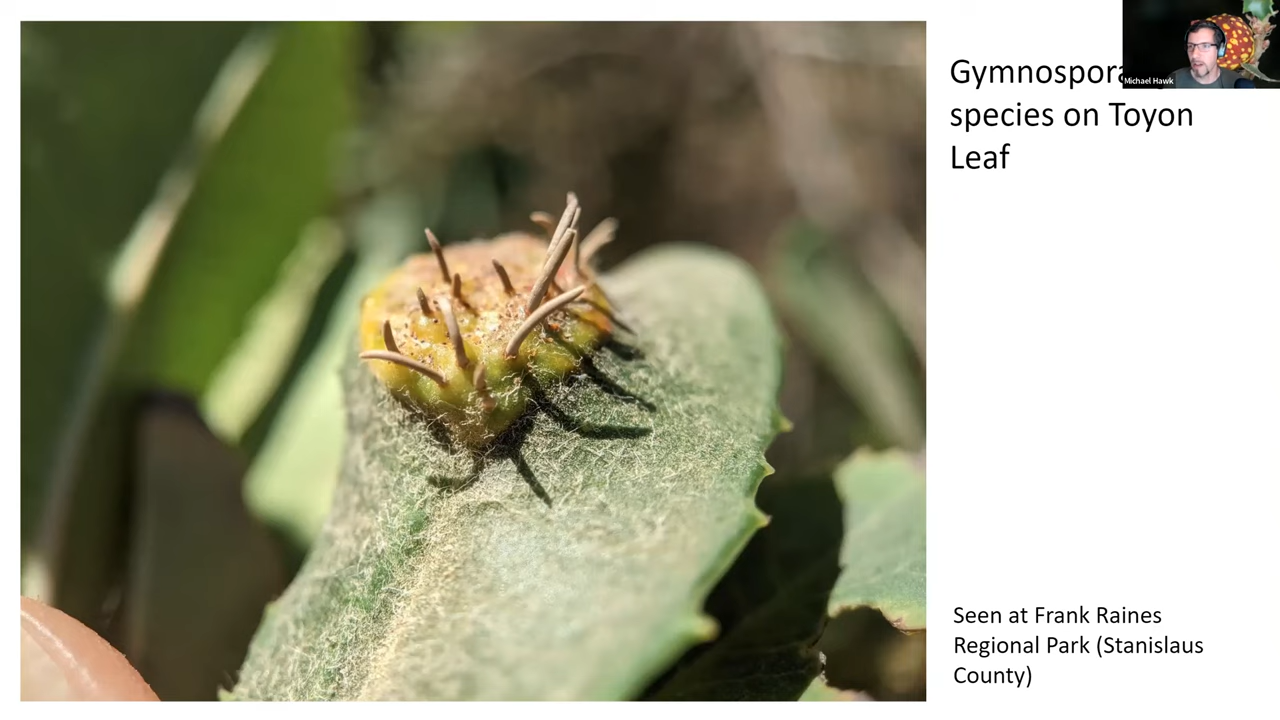 species on Toyon
Leaf
Michael Hawk
Seen at Frank Raines
Regional Park (Stanislaus
County)